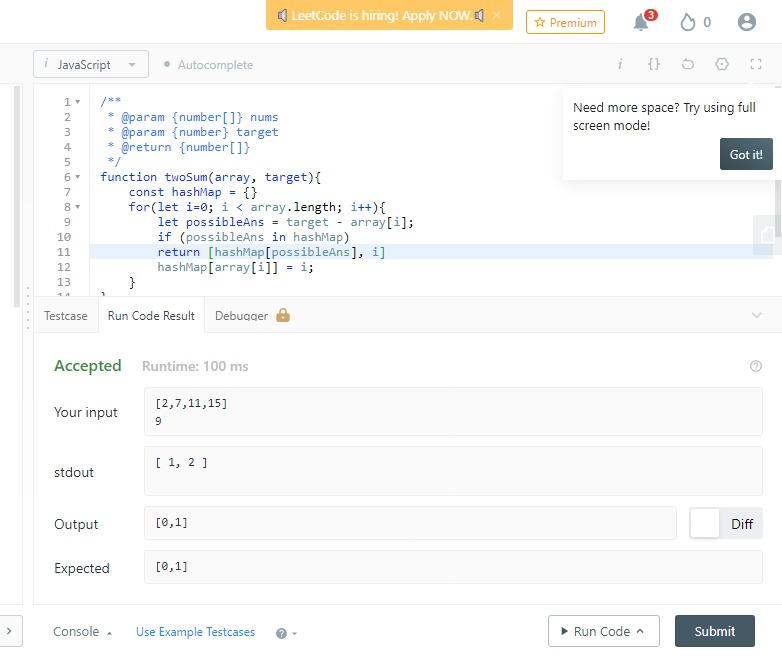 LeetCode is hiring! Apply NOW.
Premium
3
0
JavaScript
Autocomplete
Need more space? Try using full
screen mode!
Got it!
1 /**
2  * @param {number[]} nums
3  * @param {number} target
4  * @return {number[]}
5  */
6 function twoSum(array, target){
7     const hashMap = {}
8     for(let i=0; i < array.length; i++){
9         let possibleAns = target - array[i];
10         if (possibleAns in hashMap)
11         return [hashMap[possibleAns], i]
12         hashMap[array[i]] = i;
13     }
14 }
Testcase
Run Code Result
Debugger
Accepted
Runtime: 100 ms
Your input
[2,7,11,15]
9
stdout
[ 1, 2 ]
Output
[0,1]
Diff
Expected
[0,1]
Console
Use Example Testcases
Run Code
Submit